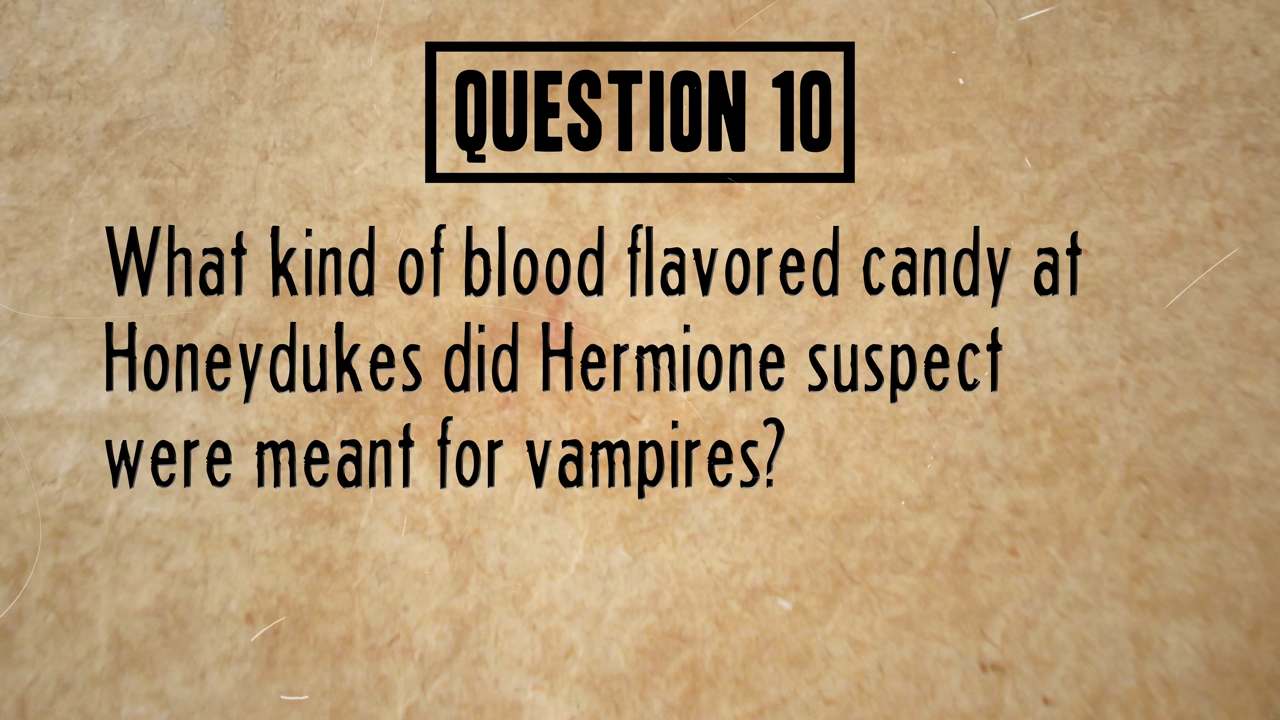 QUESTION 10
What kind of blood flavored candy at
Honeydukes did Hermione suspect
were meant for vampires?